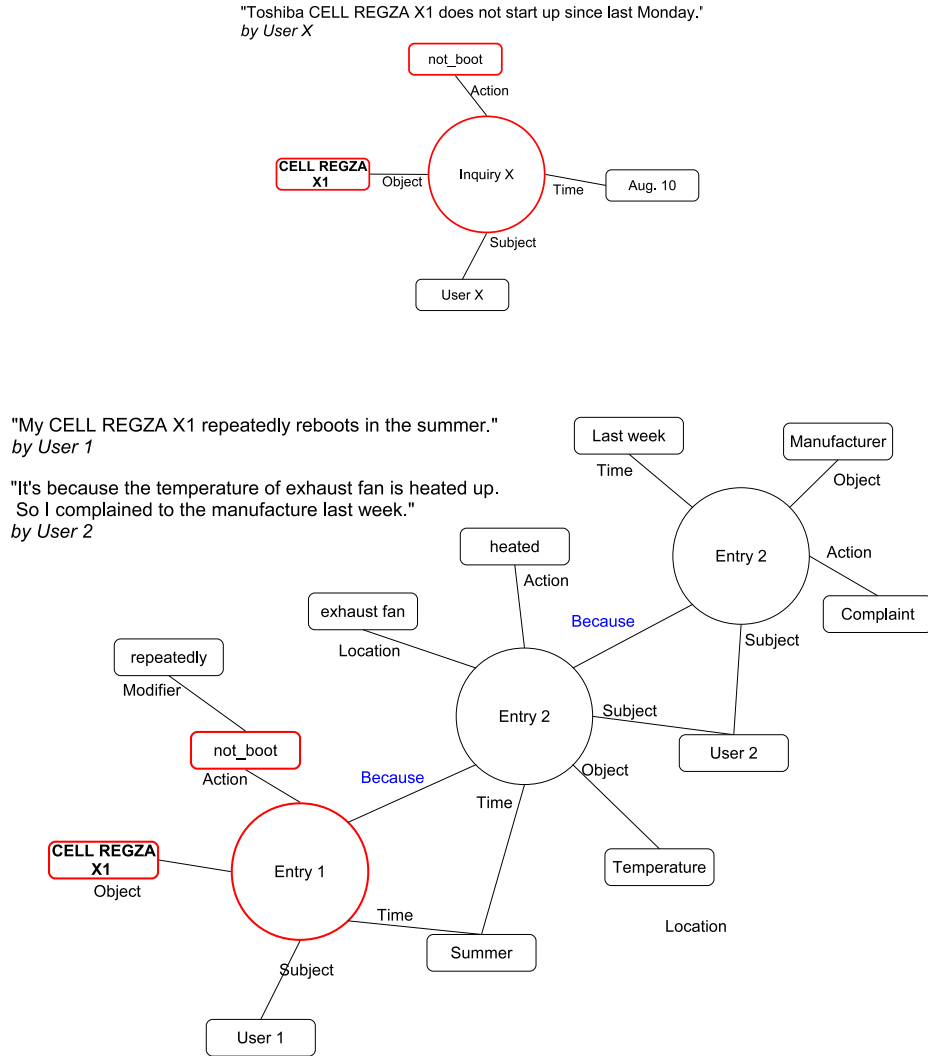 "Toshiba CELL REGZA X1 does not start up since last Monday."
by User X
not_boot
Action
CELL REGZA
X1
Object
Inquiry X
Time
Aug. 10
Subject
User X
"My CELL REGZA X1 repeatedly reboots in the summer."
by User 1
"It's because the temperature of exhaust fan is heated up.
So I complained to the manufacture last week."
by User 2
Last week
Time
Manufacturer
Object
Entry 2
Action
Complaint
Subject
heated
Action
Because
exhaust fan
Location
Entry 2
Subject
User 2
repeatedly
Modifier
not_boot
Action
Because
Time
Object
Temperature
CELL REGZA
X1
Object
Entry 1
Time
Summer
Location
Subject
User 1